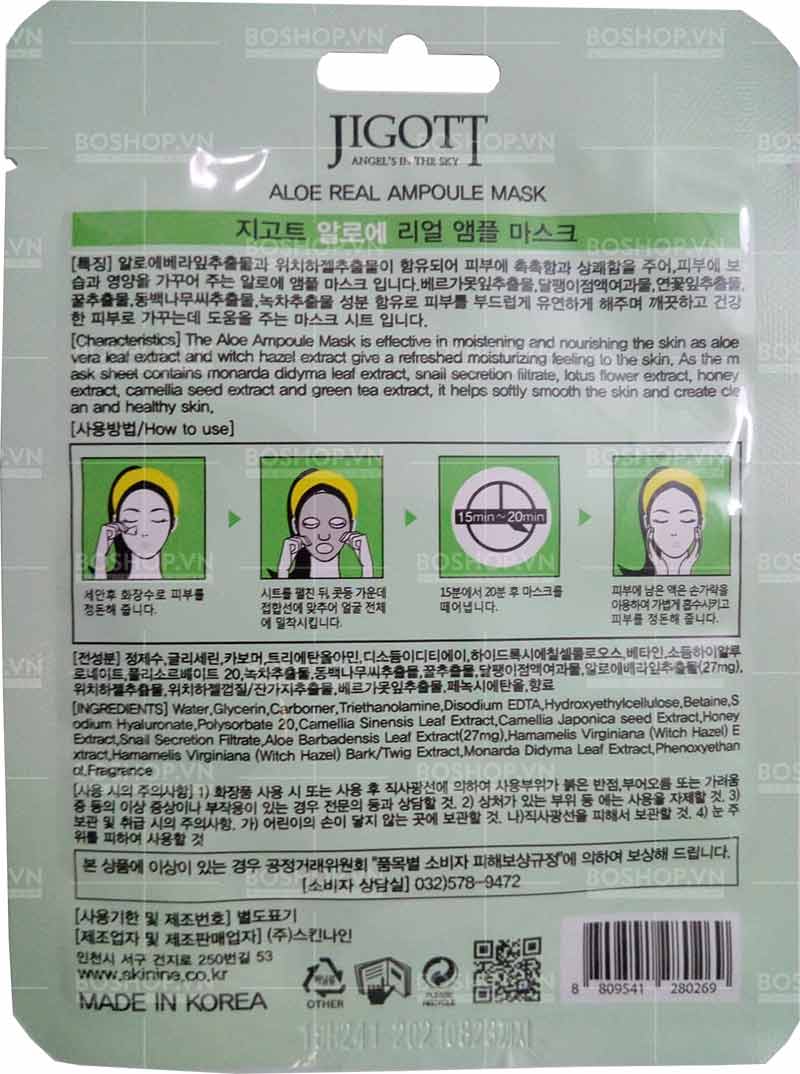 JIGOTT
ANGEL'S IN THE SKY
ALOE REAL AMPOULE MASK
지고트 알로에 리얼 앰플 마스크
[특징] 알로에베라잎추출물과 위치하젤추출물이 함유되어 피부에 촉촉함과 상쾌함을 주어,피부에 보
습과 영양을 가꾸어 주는 알로에 앰플 마스크 입니다.베르가못잎추출물,달팽이점액여과물,연꽃잎추출물,
꿀추출물,동백나무씨추출물,녹차추출물 성분 함유로 피부를 부드럽게 유연하게 해주며 깨끗하고 건강
한 피부로 가꾸는데 도움을 주는 마스크 시트 입니다.
[Characteristics] The Aloe Ampoule Mask is effective in moistening and nourishing the skin as aloe
vera leaf extract and witch hazel extract give a refreshed moisturizing feeling to the skin. As the m
ask sheet contains monarda didyma leaf extract, snail secretion filtrate, lotus flower extract, honey
extract, camellia seed extract and green tea extract, it helps softly smooth the skin and create cle
an and healthy skin.
[사용방법/How to use]
15min~20min
세안후 화장수로 피부를
정돈해 줍니다.
시트를 펼친 뒤, 콧등 가운데
접합선에 맞추어 얼굴 전체
에 밀착시킵니다.
15분에서 20분 후 마스크를
떼어냅니다.
피부에 남은 액은 손가락을
이용하여 가볍게 흡수시키고
피부를 정돈해 줍니다.
[전성분] 정제수,글리세린,카보머,트리에탄올아민,디소듐이디티에이,하이드록시에칠셀룰로오스,베타인,소듐하이알루
로네이트,폴리소르베이트 20,녹차추출물,동백나무씨추출물,꿀추출물,달팽이점액여과물,알로에베라잎추출물(27mg),
위치하젤추출물,위치하젤껍질/잔가지추출물,베르가못잎추출물,페녹시에탄올,향료
[INGREDIENTS] Water,Glycerin,Carbomer,Triethanolamine,Disodium EDTA,Hydroxyethylcellulose,Betaine,S
odium Hyaluronate,Polysorbate 20,Camellia Sinensis Leaf Extract,Camellia Japonica seed Extract,Honey
Extract,Snail Secretion Filtrate,Aloe Barbadensis Leaf Extract(27mg),Hamamelis Virginiana (Witch Hazel) E
xtract,Hamamelis Virginiana (Witch Hazel) Bark/Twig Extract,Monarda Didyma Leaf Extract,Phenoxyethan
ol,Fragrance
[사용 시의 주의사항] 1) 화장품 사용 시 또는 사용 후 직사광선에 의하여 사용부위가 붉은 반점,부어오름 또는 가려움
증 등의 이상 증상이나 부작용이 있는 경우 전문의 등과 상담할 것. 2) 상처가 있는 부위 등 에는 사용을 자제할 것. 3)
보관 및 취급 시의 주의사항. 가) 어린이의 손이 닿지 않는 곳에 보관할 것. 나)직사광선을 피해서 보관할 것. 4) 눈 주
위를 피하여 사용할 것
본 상품에 이상이 있는 경우 공정거래위원회 "품목별 소비자 피해보상규정"에 의하여 보상해 드립니다.
[소비자 상담실] 032)578-9472
[사용기한 및 제조번호] 별도표기
[제조업자 및 제조판매업자] (주)스킨나인
인천시 서구 건지로 250번길 53
www.skinine.co.kr
MADE IN KOREA
OTHER
PLEASE RECYCLE
8 809541 280269
BOSHOP.VN